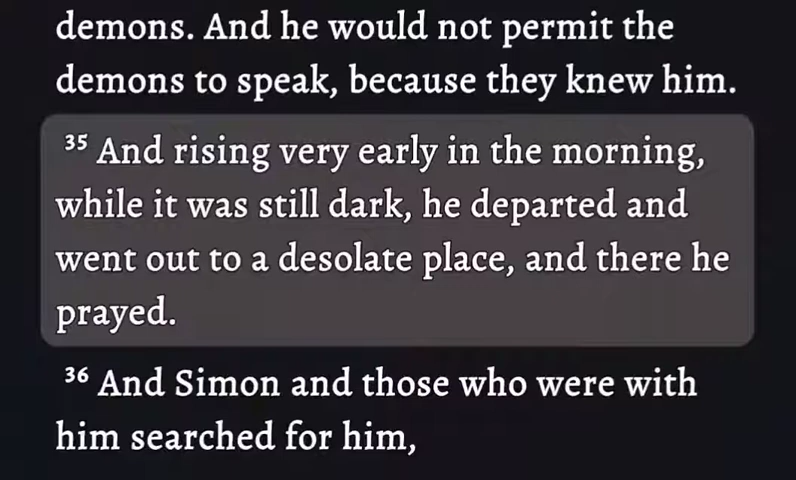 demons. And he would not permit the
demons to speak, because they knew him.
³⁵ And rising very early in the morning,
while it was still dark, he departed and
went out to a desolate place, and there he
prayed.
³⁶ And Simon and those who were with
him searched for him,